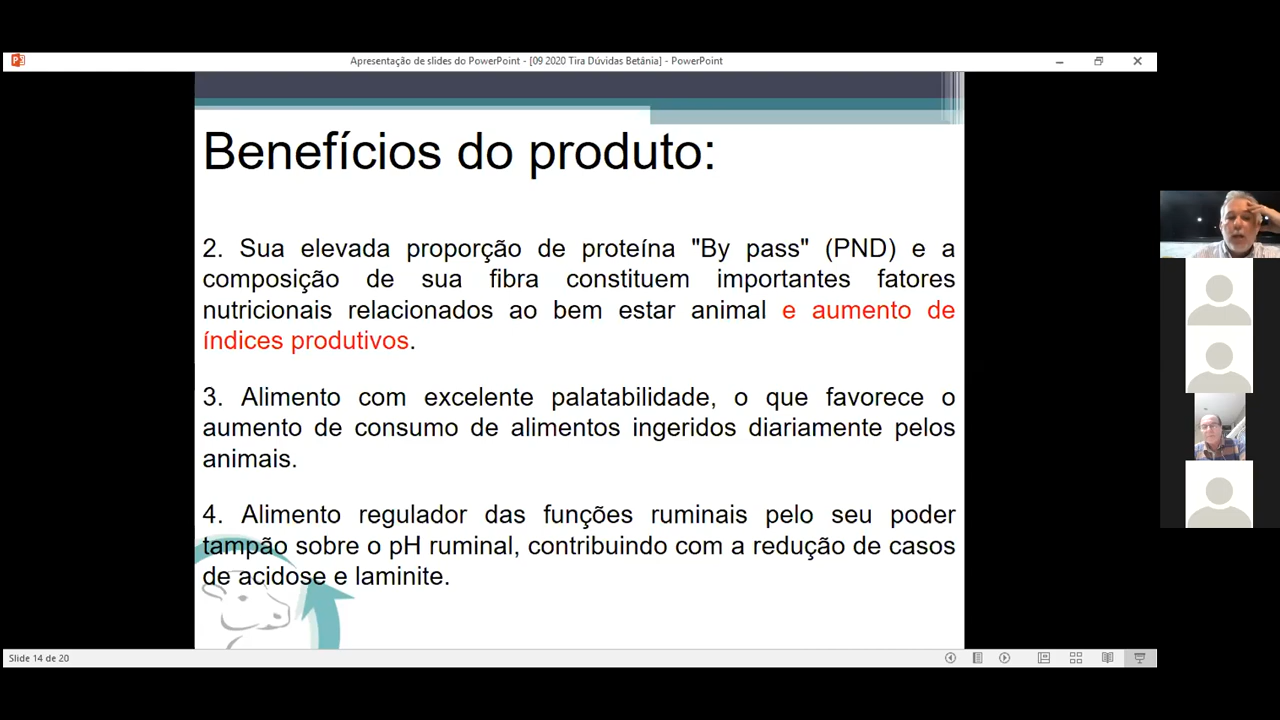 Apresentação de slides do PowerPoint - [09 2020 Tira Dúvidas Betânia] - PowerPoint
Benefícios do produto:
2. Sua elevada proporção de proteína "By pass" (PND) e a
composição de sua fibra constituem importantes fatores
nutricionais relacionados ao bem estar animal e aumento de
índices produtivos.
3. Alimento com excelente palatabilidade, o que favorece o
aumento de consumo de alimentos ingeridos diariamente pelos
animais.
4. Alimento regulador das funções ruminais pelo seu poder
tampão sobre o pH ruminal, contribuindo com a redução de casos
de acidose e laminite.
Slide 14 de 20